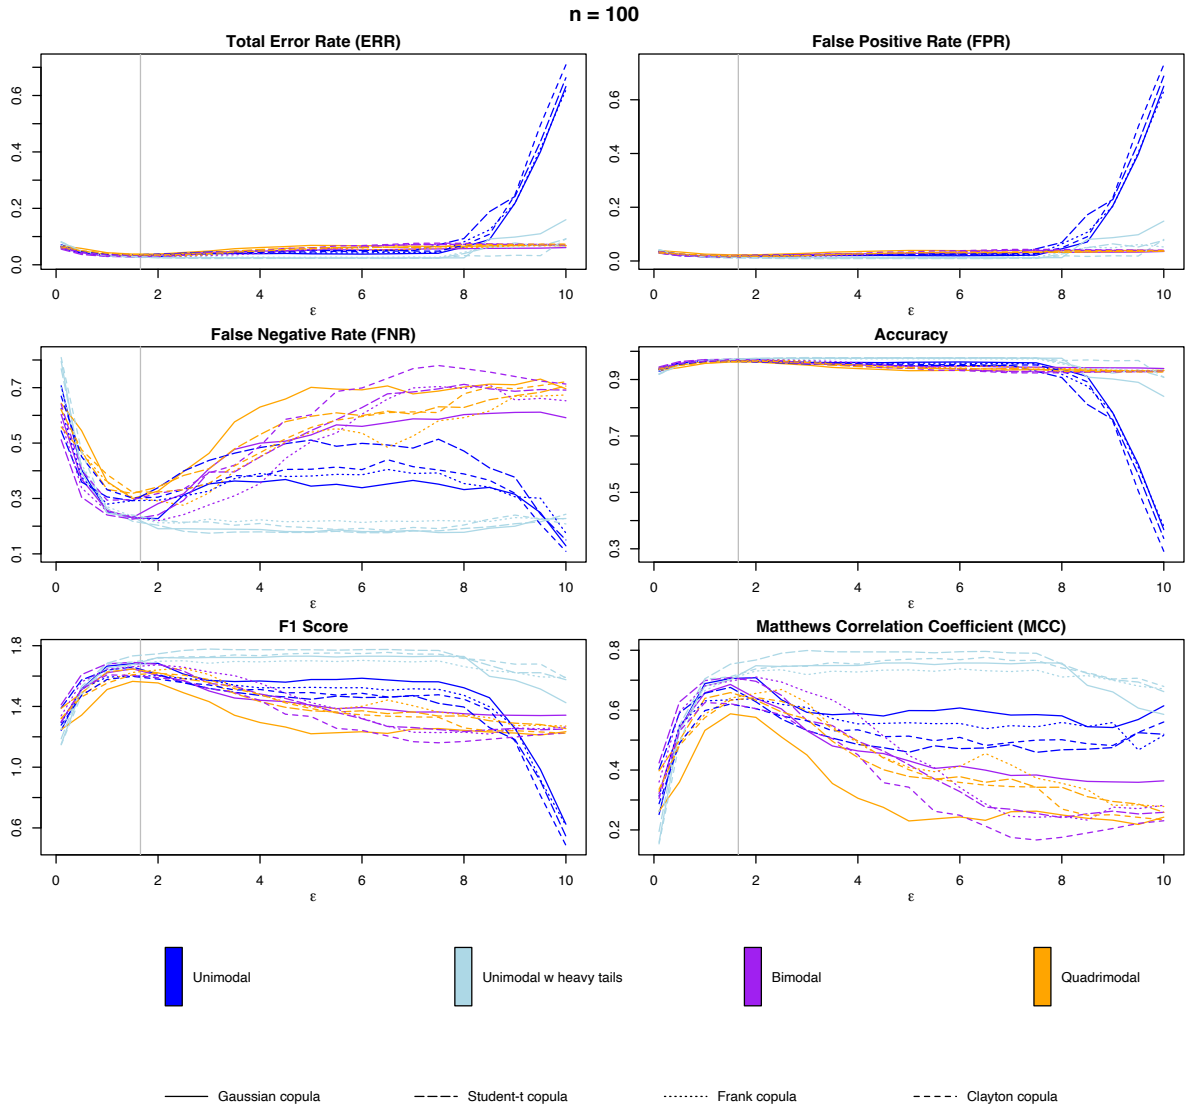 n = 100
Total Error Rate (ERR)
0.0 0.2 0.4 0.6
0 2 4 6 8 10
ε
False Positive Rate (FPR)
0.0 0.2 0.4 0.6
0 2 4 6 8 10
ε
False Negative Rate (FNR)
0.1 0.3 0.5 0.7
0 2 4 6 8 10
ε
Accuracy
0.3 0.5 0.7 0.9
0 2 4 6 8 10
ε
F1 Score
0.6 1.0 1.4 1.8
0 2 4 6 8 10
ε
Matthews Correlation Coefficient (MCC)
0.2 0.4 0.6 0.8
0 2 4 6 8 10
ε
Unimodal Unimodal w heavy tails Bimodal Quadrimodal
Gaussian copula Student-t copula Frank copula Clayton copula